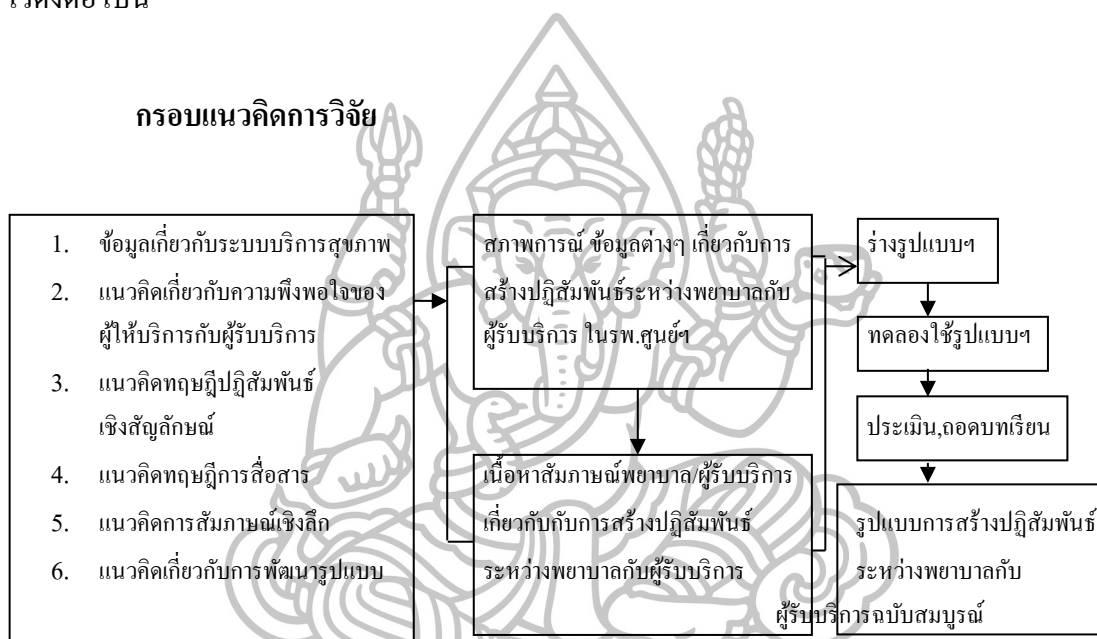 กรอบแนวคิดการวิจัย
1. ข้อมูลเกี่ยวกับระบบบริการสุขภาพ
2. แนวคิดเกี่ยวกับความพึงพอใจของ
ผู้ให้บริการกับผู้รับบริการ
3. แนวคิดทฤษฎีปฏิสัมพันธ์
เชิงสัญลักษณ์
4. แนวคิดทฤษฎีการสื่อสาร
5. แนวคิดการสัมภาษณ์เชิงลึก
6. แนวคิดเกี่ยวกับการพัฒนารูปแบบ
สภาพการณ์ ข้อมูลต่างๆ เกี่ยวกับการ
สร้างปฏิสัมพันธ์ระหว่างพยาบาลกับ
ผู้รับบริการ ในรพ.ศูนย์ฯ
เนื้อหาสัมภาษณ์พยาบาล/ผู้รับบริการ
เกี่ยวกับกับการสร้างปฏิสัมพันธ์
ระหว่างพยาบาลกับผู้รับบริการ
ร่างรูปแบบฯ
ทดลองใช้รูปแบบฯ
ประเมิน,ถอดบทเรียน
รูปแบบการสร้างปฏิสัมพันธ์
ระหว่างพยาบาลกับ
ผู้รับบริการฉบับสมบูรณ์